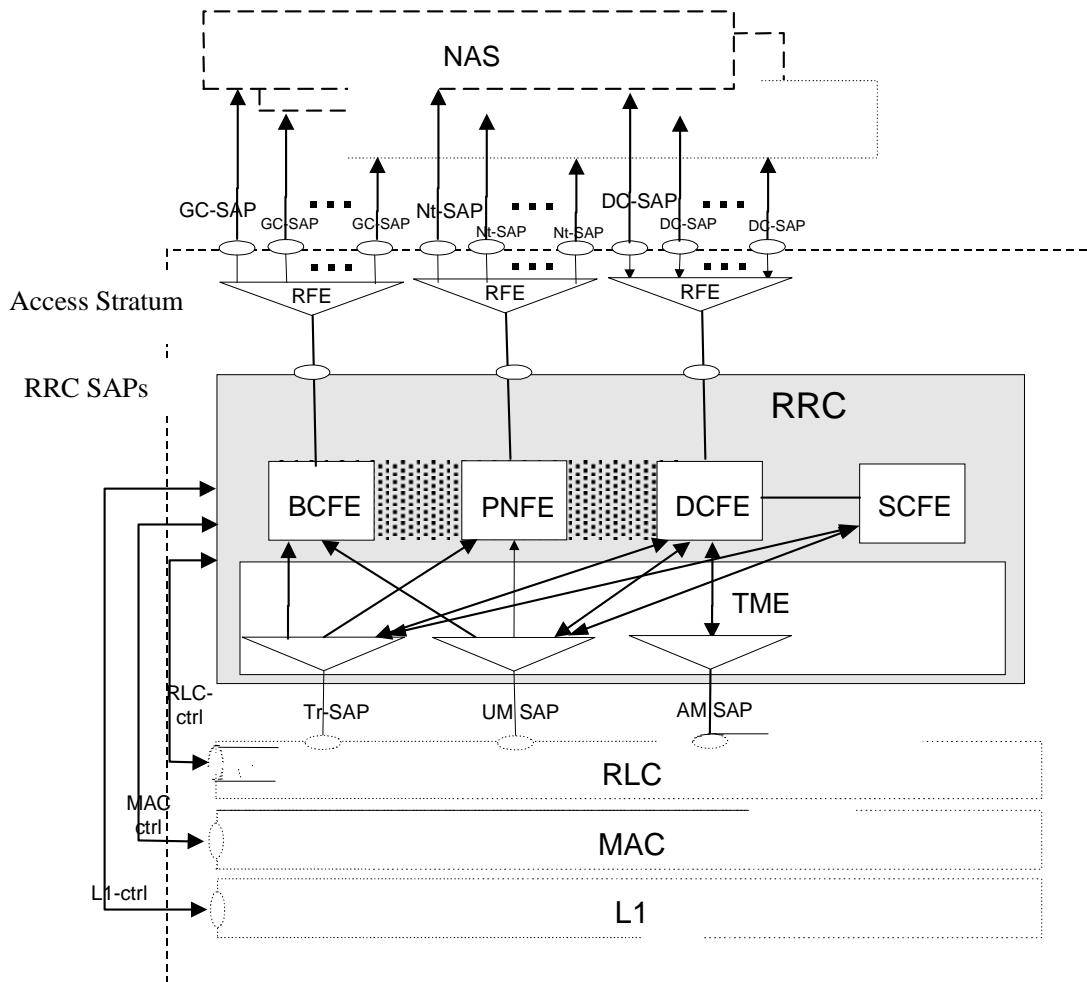 NAS
GC-SAP
GC-SAP
GC-SAP
Nt-SAP
Nt-SAP
Nt-SAP
DC-SAP
DC-SAP
DC-SAP
RFE
RFE
RFE
Access Stratum
RRC SAPs
RRC
BCFE
PNFE
DCFE
SCFE
TME
RLC-
ctrl
Tr-SAP
UM SAP
AM SAP
RLC
MAC
ctrl
MAC
L1-ctrl
L1